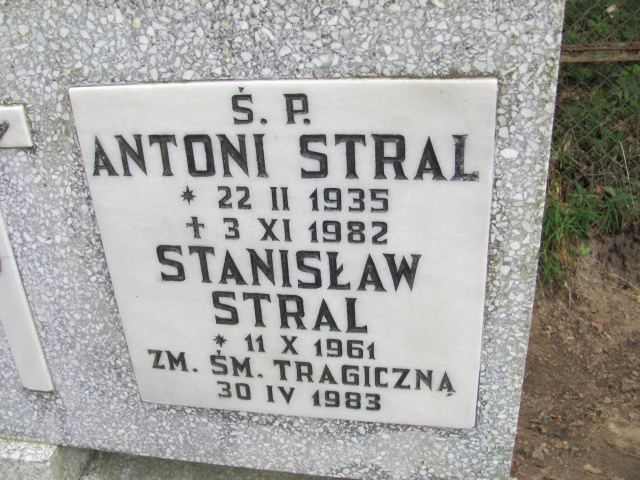 Ś. P.
ANTONI STRAL
* 22 II 1935
† 3 XI 1982
STANISŁAW
STRAL
* 11 X 1961
ZM. ŚM. TRAGICZNĄ
30 IV 1983